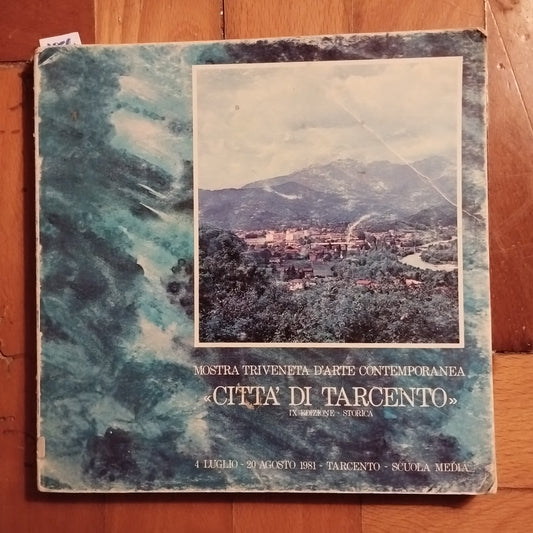 MOSTRA TRIVENETA D'ARTE CONTEMPORANEA
«CITTA' DI TARCENTO»
IX EDIZIONE - STORICA
4 LUGLIO - 20 AGOSTO 1981 - TARCENTO - SCUOLA MEDIA